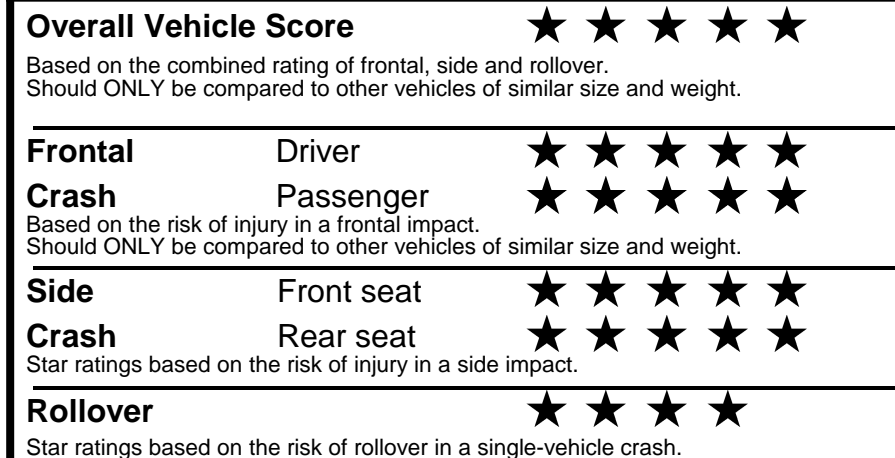 Overall Vehicle Score ★ ★ ★ ★ ★
Based on the combined rating of frontal, side and rollover.
Should ONLY be compared to other vehicles of similar size and weight.
Frontal Driver ★ ★ ★ ★ ★
Crash Passenger ★ ★ ★ ★ ★
Based on the risk of injury in a frontal impact.
Should ONLY be compared to other vehicles of similar size and weight.
Side Front seat ★ ★ ★ ★ ★
Crash Rear seat ★ ★ ★ ★ ★
Star ratings based on the risk of injury in a side impact.
Rollover ★ ★ ★ ★
Star ratings based on the risk of rollover in a single-vehicle crash.